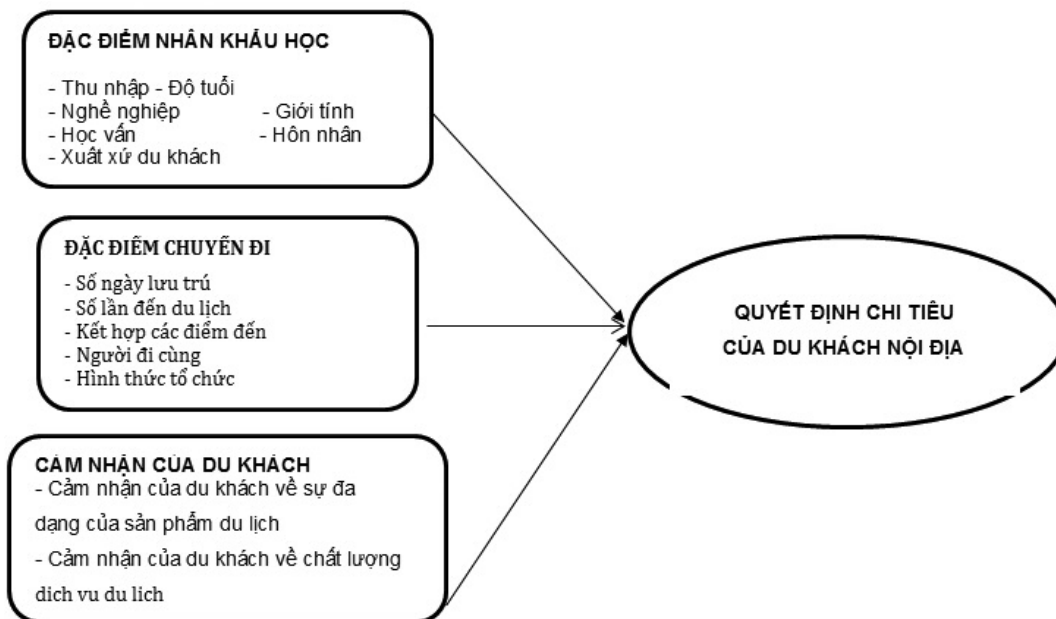 ĐẶC ĐIỂM NHÂN KHẨU HỌC
- Thu nhập - Độ tuổi
- Nghề nghiệp - Giới tính
- Học vấn - Hôn nhân
- Xuất xứ du khách
ĐẶC ĐIỂM CHUYẾN ĐI
- Số ngày lưu trú
- Số lần đến du lịch
- Kết hợp các điểm đến
- Người đi cùng
- Hình thức tổ chức
CẢM NHẬN CỦA DU KHÁCH
- Cảm nhận của du khách về sự đa
dạng của sản phẩm du lịch
- Cảm nhận của du khách về chất lượng
dich vu du lich
QUYẾT ĐỊNH CHI TIÊU
CỦA DU KHÁCH NỘI ĐỊA